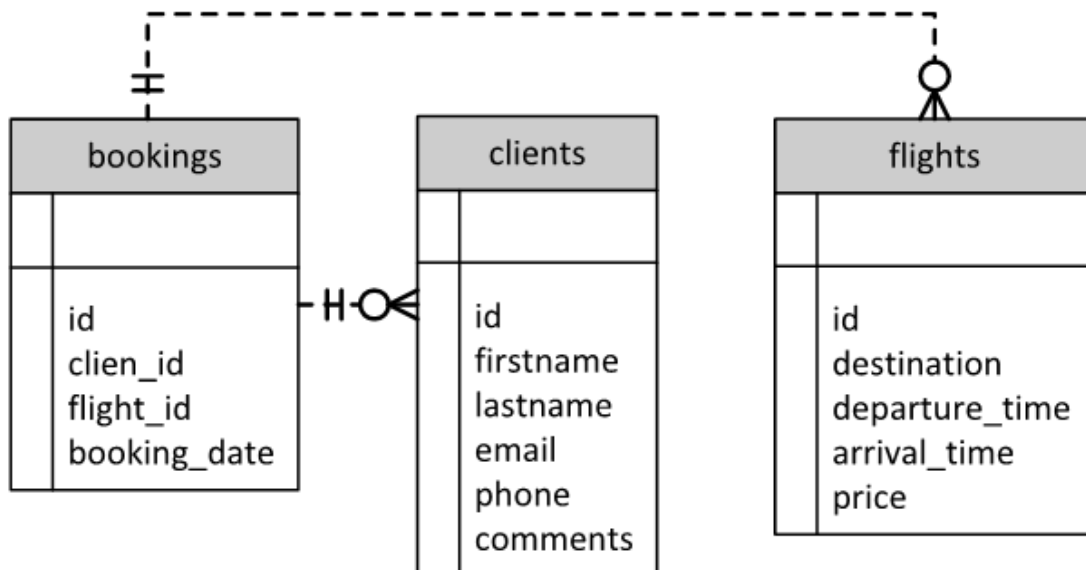 bookings
id
clien_id
flight_id
booking_date
clients
id
firstname
lastname
email
phone
comments
flights
id
destination
departure_time
arrival_time
price